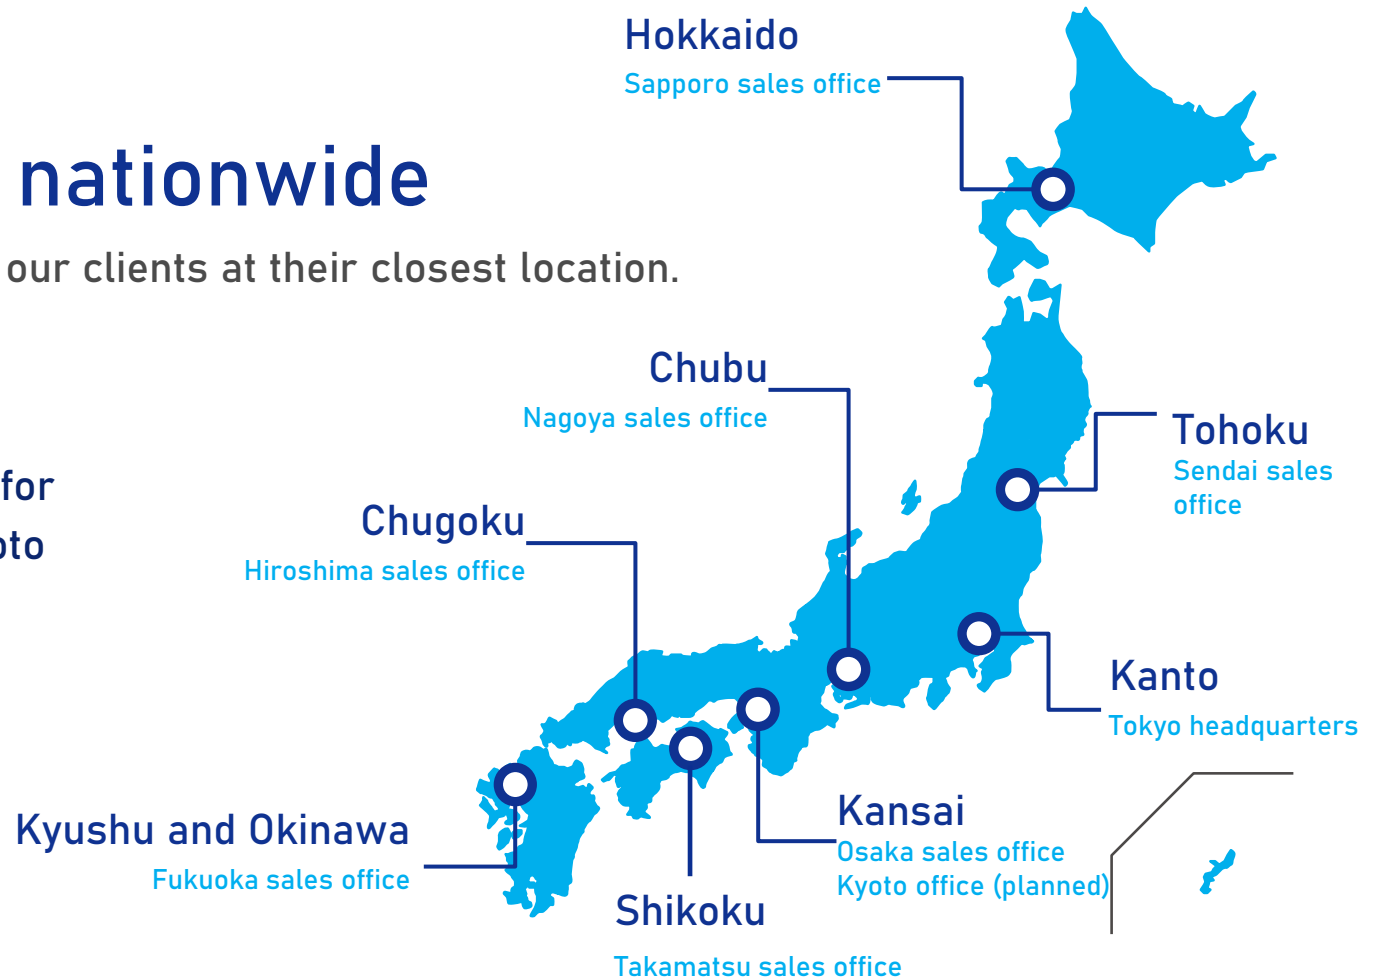 Hokkaido
Sapporo sales office
nationwide
our clients at their closest location.
Chubu
Nagoya sales office
Tohoku
Sendai sales
office
for
Chugoku
Hiroshima sales office
Kanto
Tokyo headquarters
Kansai
Osaka sales office
Kyoto office (planned)
Kyushu and Okinawa
Fukuoka sales office
Shikoku
Takamatsu sales office